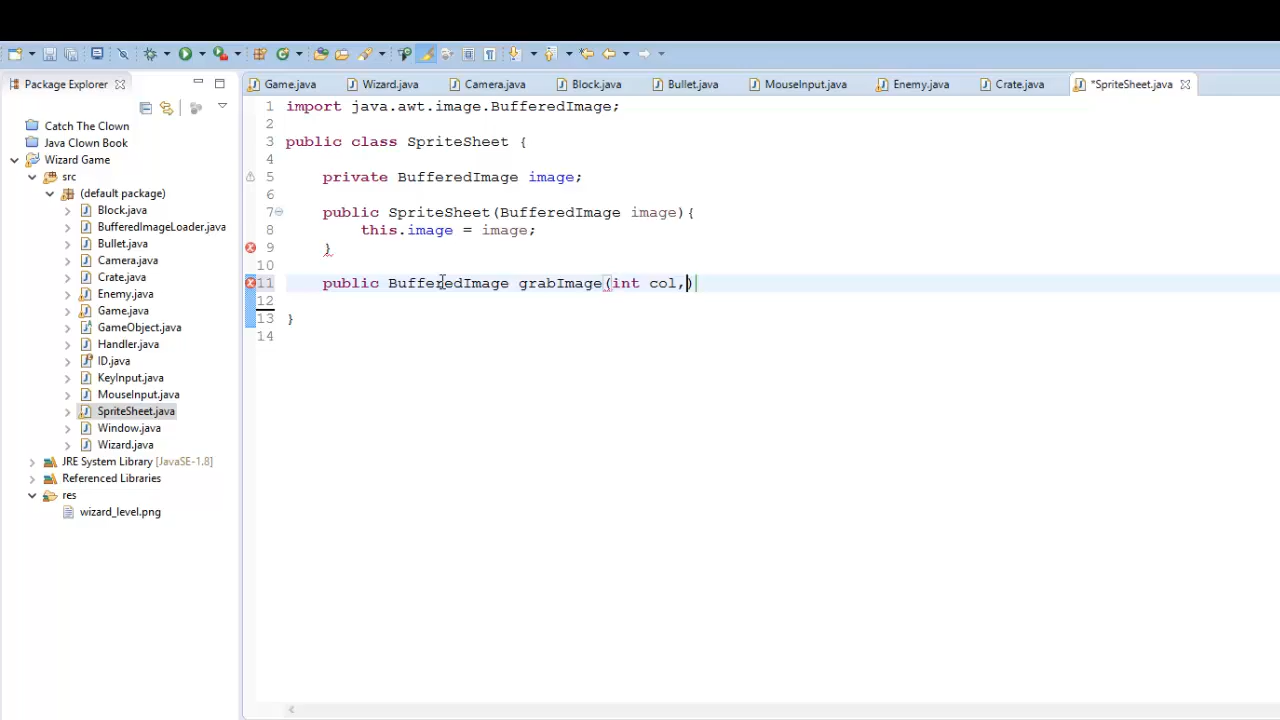 Package Explorer
Catch The Clown
Java Clown Book
Wizard Game
src
(default package)
Block.java
BufferedImageLoader.java
Bullet.java
Camera.java
Crate.java
Enemy.java
Game.java
GameObject.java
Handler.java
ID.java
KeyInput.java
MouseInput.java
SpriteSheet.java
Window.java
Wizard.java
JRE System Library [JavaSE-1.8]
Referenced Libraries
res
wizard_level.png
Game.java Wizard.java Camera.java Block.java Bullet.java MouseInput.java Enemy.java Crate.java *SpriteSheet.java
1 import java.awt.image.BufferedImage;
2
3 public class SpriteSheet {
4
5 private BufferedImage image;
6
7 public SpriteSheet(BufferedImage image){
8 this.image = image;
9 }
10
11 public BufferedImage grabImage(int col,)
12
13 }
14